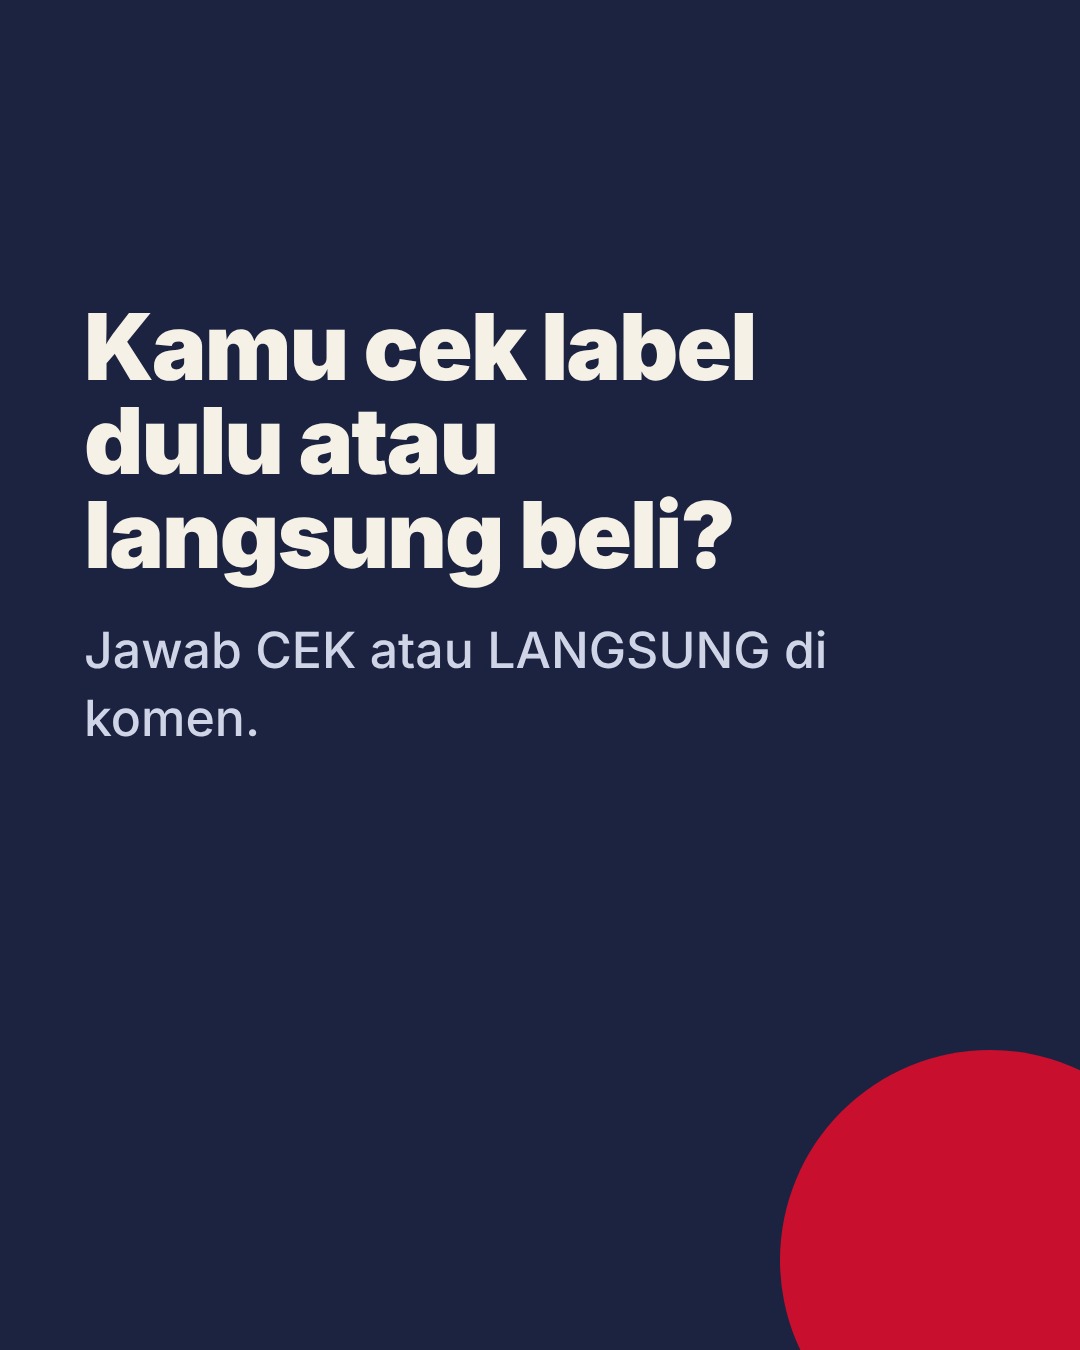 Kamu cek label
dulu atau
langsung beli?
Jawab CEK atau LANGSUNG di
komen.